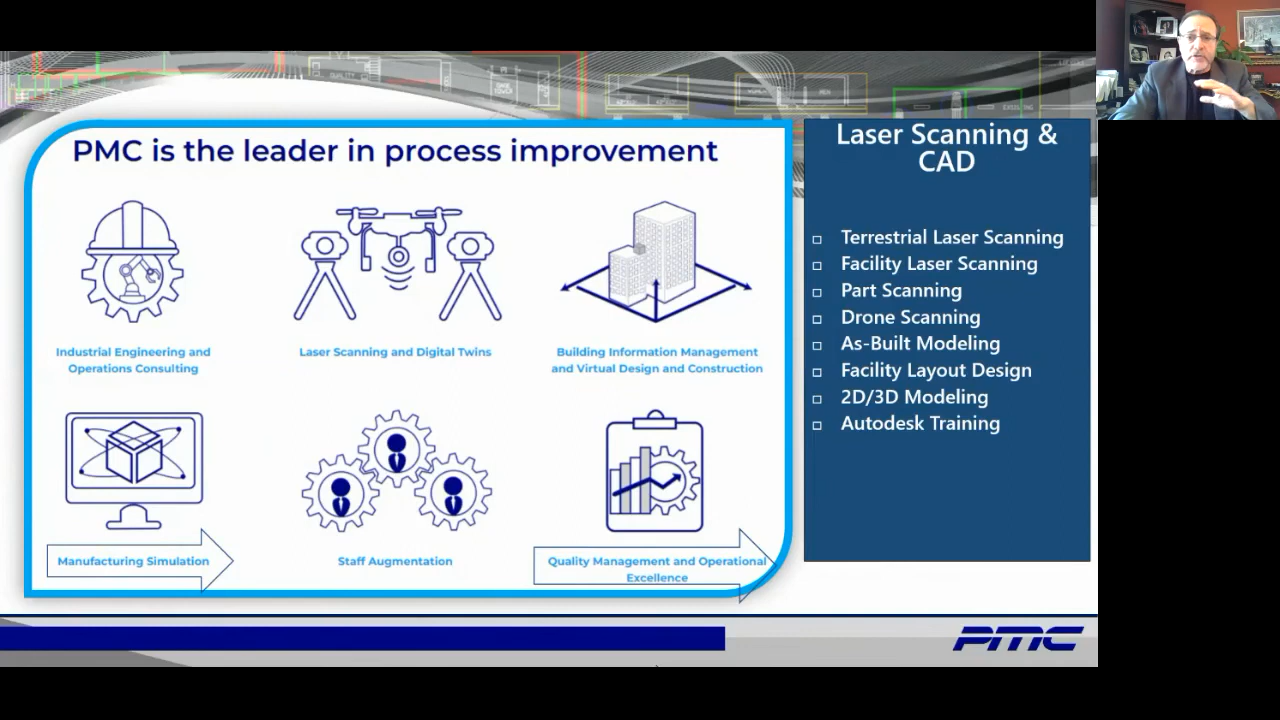 PMC is the leader in process improvement
Industrial Engineering and
Operations Consulting
Laser Scanning and Digital Twins
Building Information Management
and Virtual Design and Construction
Manufacturing Simulation
Staff Augmentation
Quality Management and Operational
Excellence
Laser Scanning &
CAD
Terrestrial Laser Scanning
Facility Laser Scanning
Part Scanning
Drone Scanning
As-Built Modeling
Facility Layout Design
2D/3D Modeling
Autodesk Training
PMC